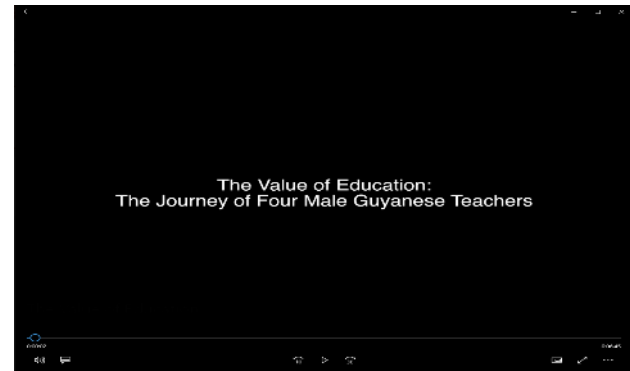 The Value of Education:
The Journey of Four Male Guyanese Teachers